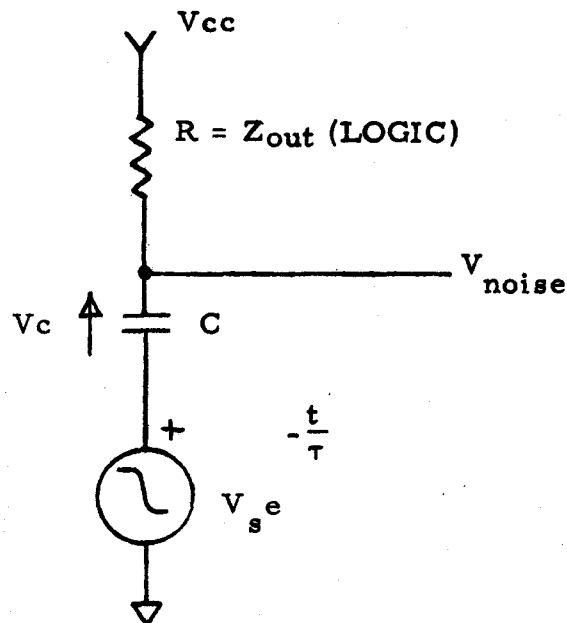 Vcc
R = Zout (LOGIC)
Vnoise
Vc
C
+
Vse -t/τ